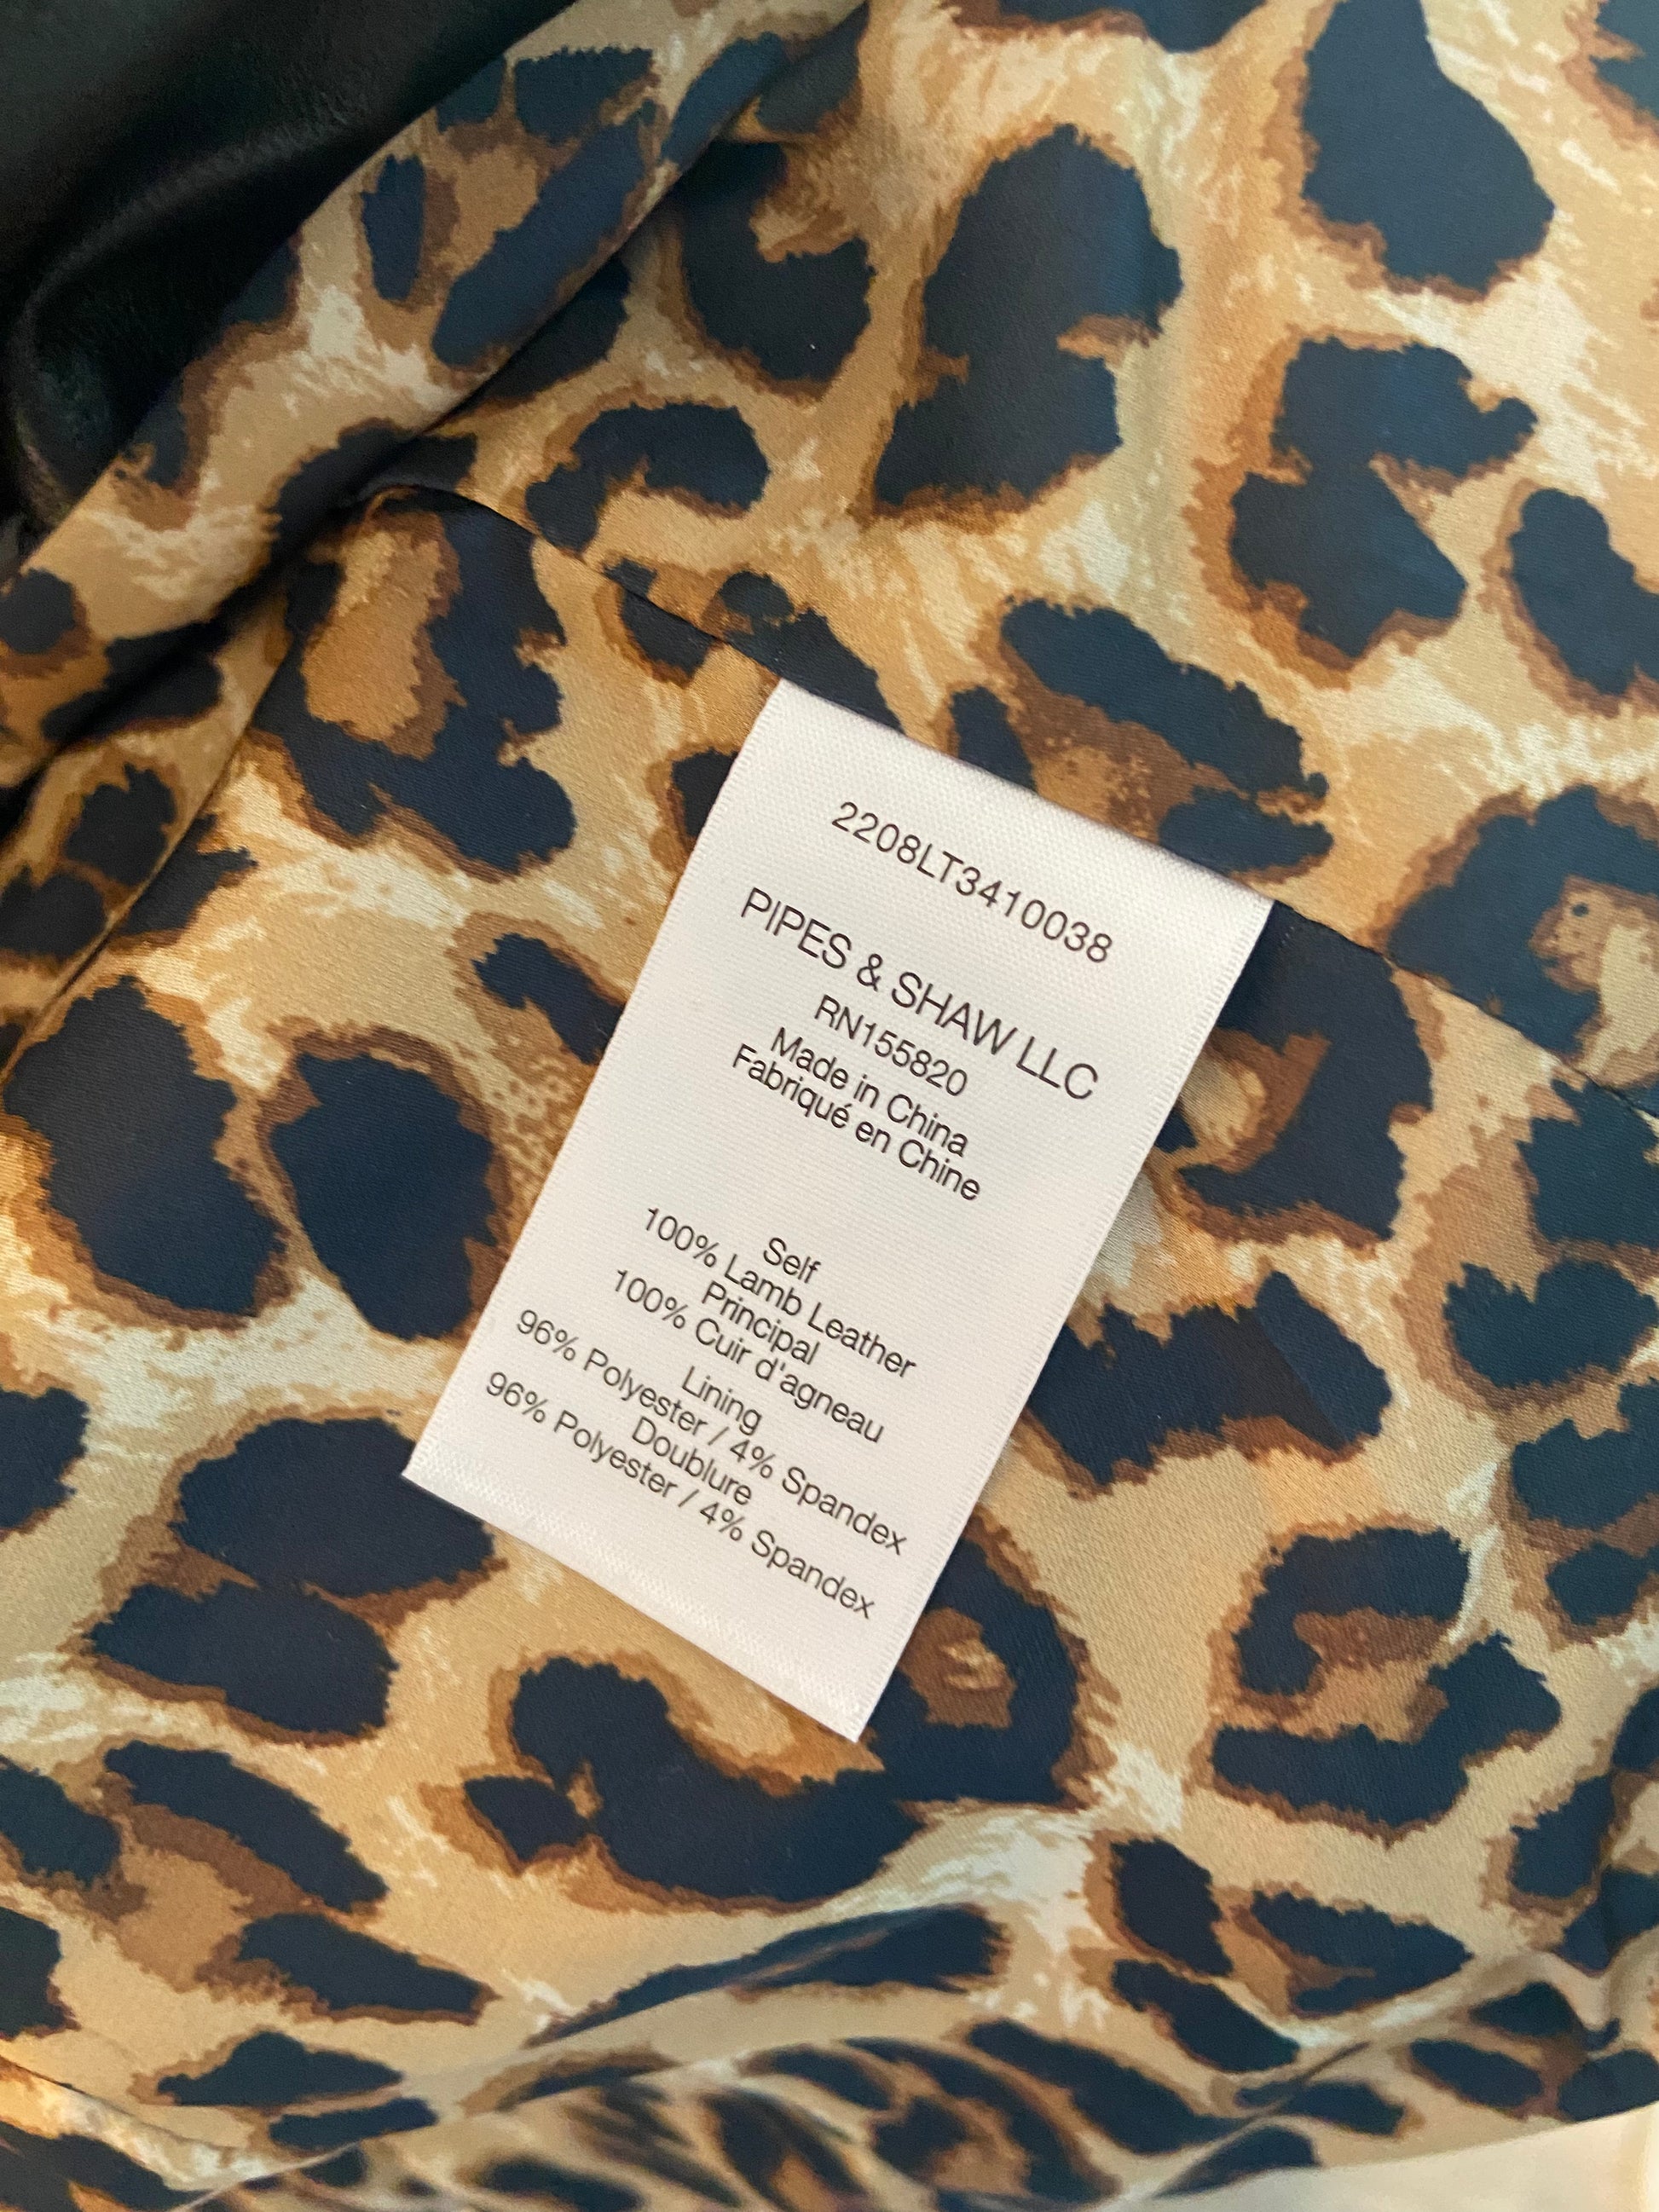 2208LT3410038
PIPES & SHAW LLC
RN155820
Made in China
Fabriqué en Chine
Self
100% Lamb Leather
Principal
100% Cuir d'agneau
Lining
96% Polyester / 4% Spandex
Doublure
96% Polyester / 4% Spandex